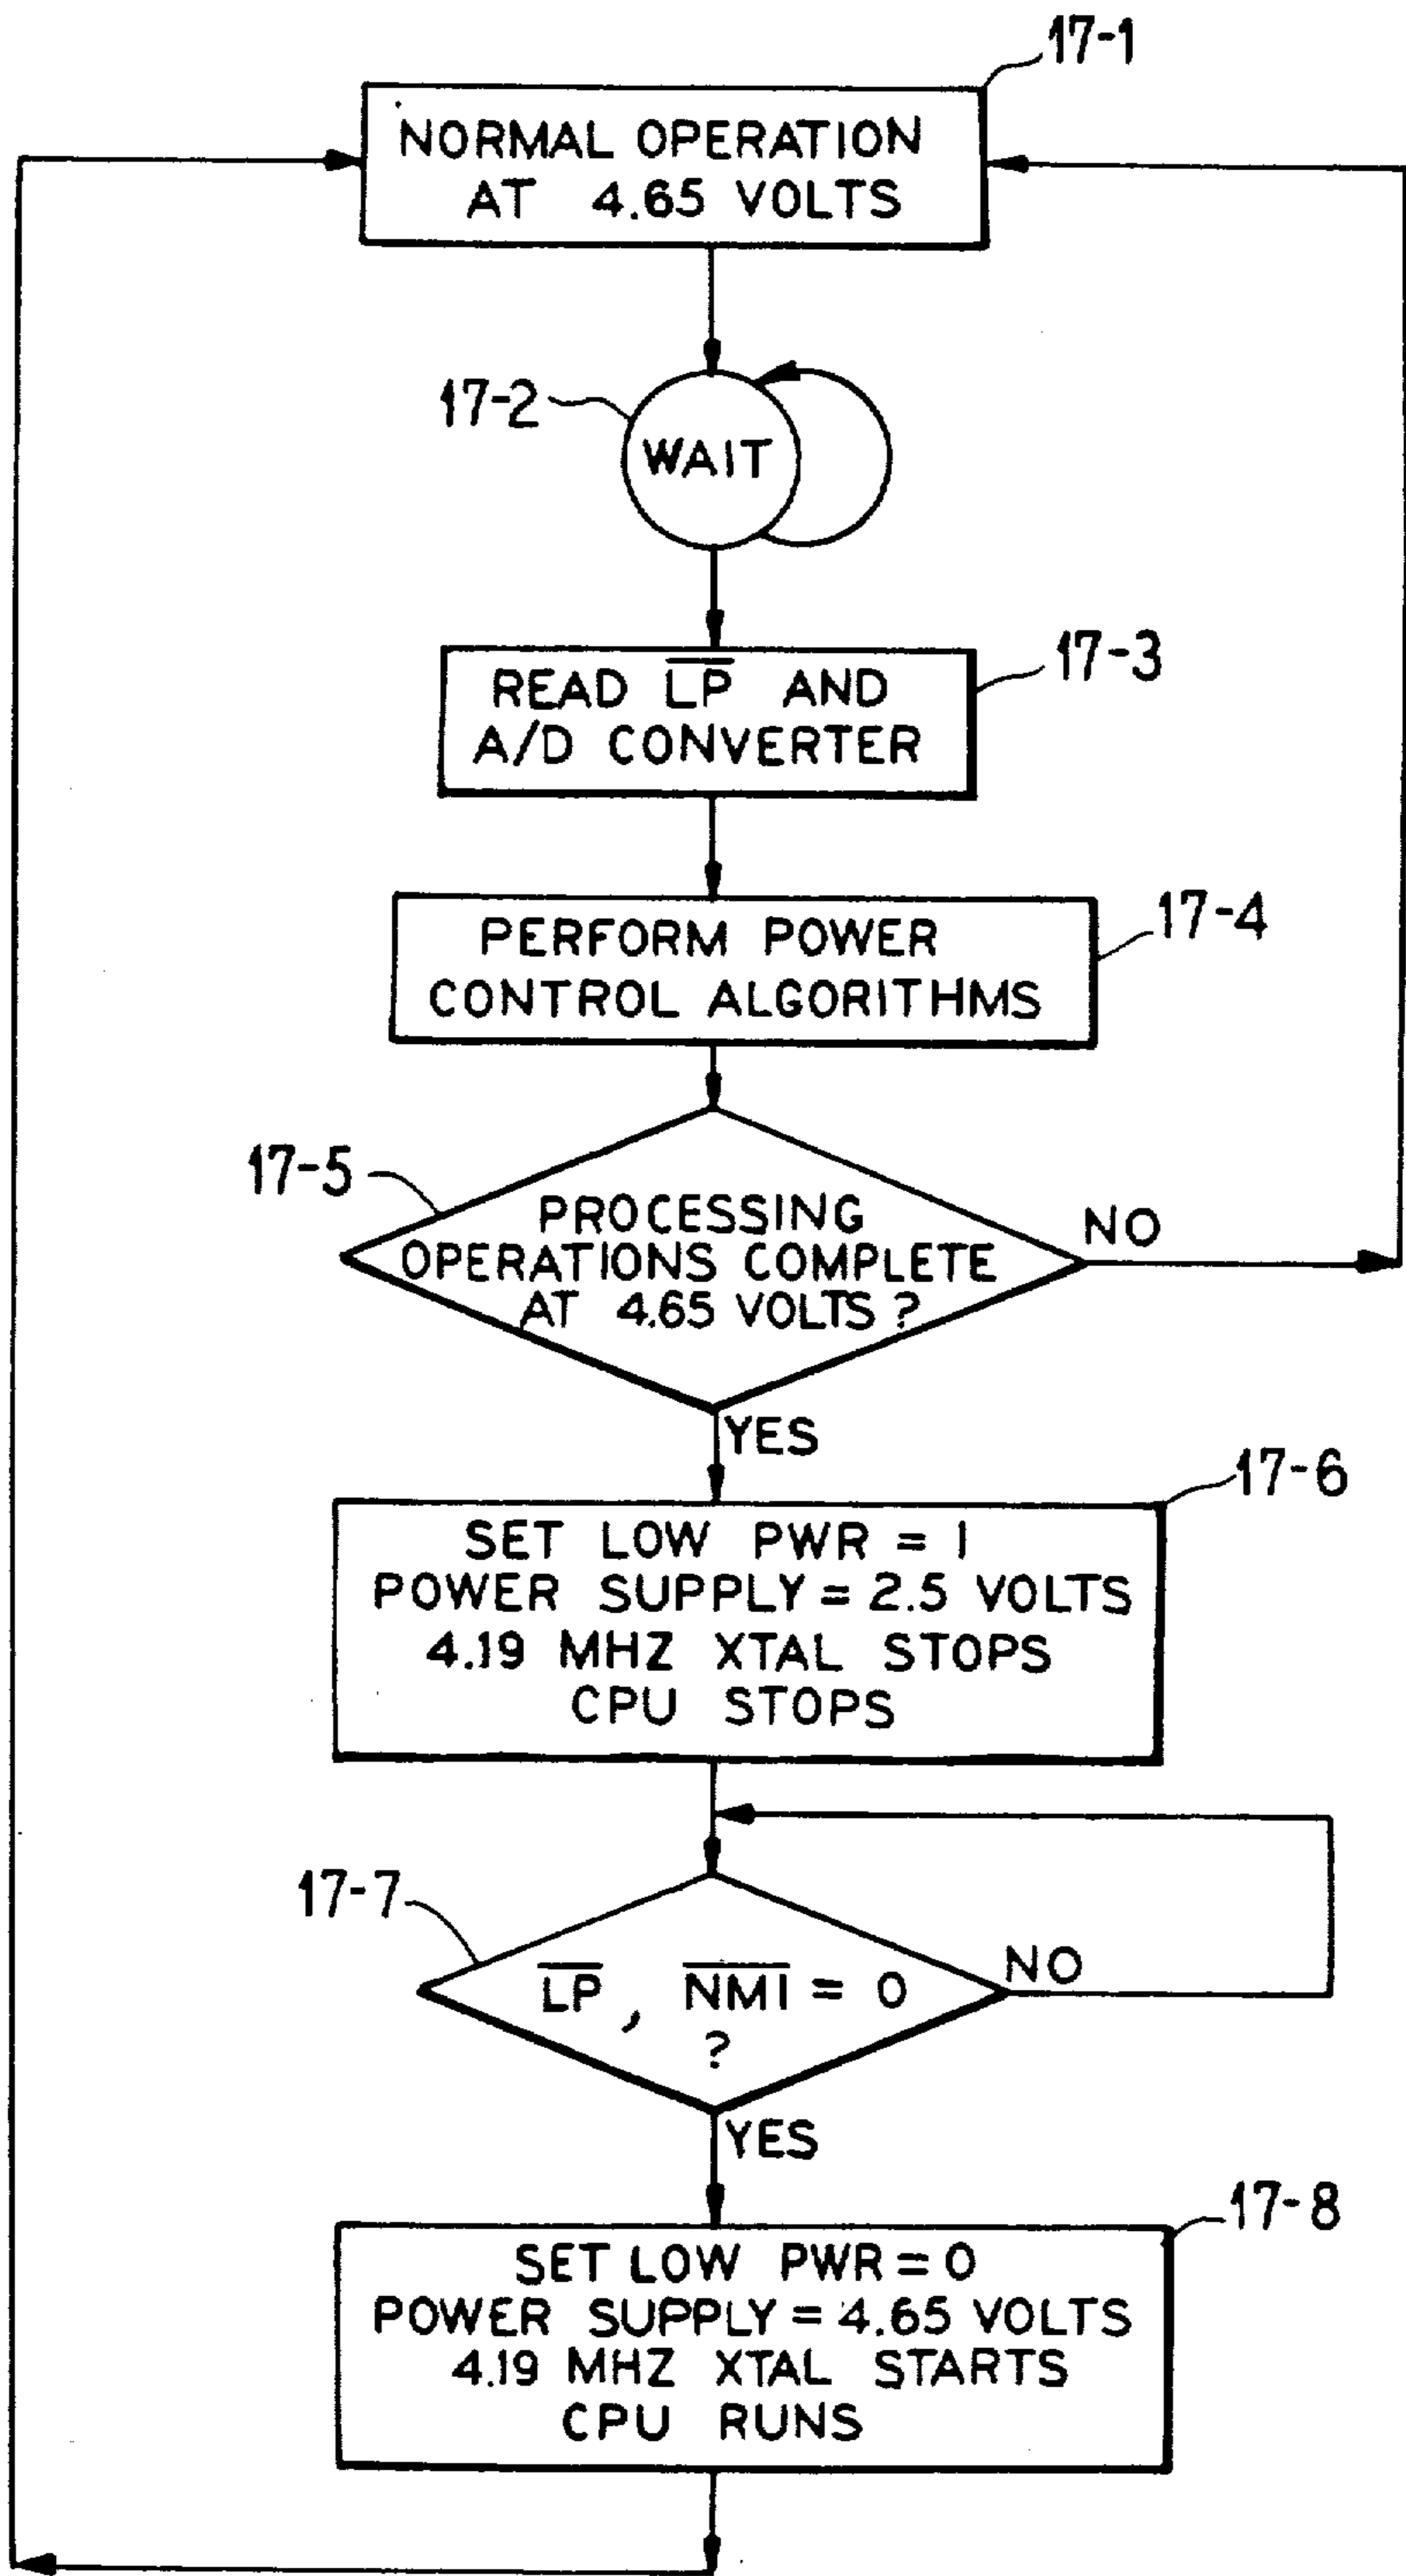 17-1
NORMAL OPERATION
AT 4.65 VOLTS
17-2
WAIT
17-3
READ L̅P̅ AND
A/D CONVERTER
17-4
PERFORM POWER
CONTROL ALGORITHMS
17-5
PROCESSING
OPERATIONS COMPLETE
AT 4.65 VOLTS ?
NO
YES
17-6
SET LOW PWR = 1
POWER SUPPLY = 2.5 VOLTS
4.19 MHZ XTAL STOPS
CPU STOPS
17-7
L̅P̅ , N̅M̅I̅ = 0
?
NO
YES
17-8
SET LOW PWR = 0
POWER SUPPLY = 4.65 VOLTS
4.19 MHZ XTAL STARTS
CPU RUNS